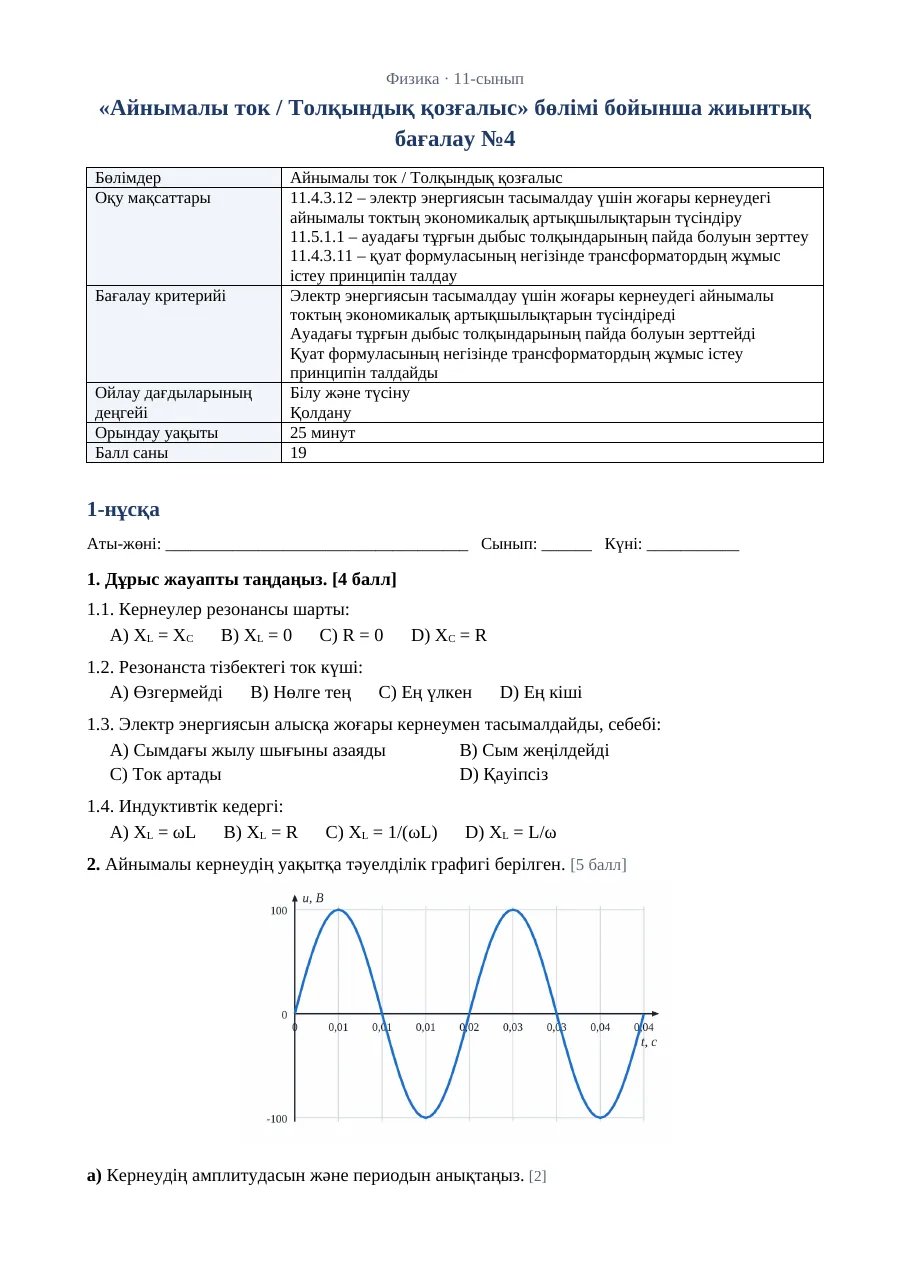 Физика · 11-сынып
«Айнымалы ток / Толқындық қозғалыс» бөлімі бойынша жиынтық
бағалау №4
Бөлімдер Айнымалы ток / Толқындық қозғалыс
Оқу мақсаттары 11.4.3.12 – электр энергиясын тасымалдау үшін жоғары кернеудегі
айнымалы токтың экономикалық артықшылықтарын түсіндіру
11.5.1.1 – ауадағы тұрғын дыбыс толқындарының пайда болуын зерттеу
11.4.3.11 – қуат формуласының негізінде трансформатордың жұмыс
істеу принципін талдау
Бағалау критерийі Электр энергиясын тасымалдау үшін жоғары кернеудегі айнымалы
токтың экономикалық артықшылықтарын түсіндіреді
Ауадағы тұрғын дыбыс толқындарының пайда болуын зерттейді
Қуат формуласының негізінде трансформатордың жұмыс істеу
принципін талдайды
Ойлау дағдыларының Білу және түсіну
деңгейі Қолдану
Орындау уақыты 25 минут
Балл саны 19
1-нұсқа
Аты-жөні: ____________________________________ Сынып: ______ Күні: ___________
1. Дұрыс жауапты таңдаңыз. [4 балл]
1.1. Кернеулер резонансы шарты:
A) XL = XC B) XL = 0 C) R = 0 D) XC = R
1.2. Резонанста тізбектегі ток күші:
A) Өзгермейді B) Нөлге тең C) Ең үлкен D) Ең кіші
1.3. Электр энергиясын алысқа жоғары кернеумен тасымалдайды, себебі:
A) Сымдағы жылу шығыны азаяды B) Сым жеңілдейді
C) Ток артады D) Қауіпсіз
1.4. Индуктивтік кедергі:
A) XL = ωL B) XL = R C) XL = 1/(ωL) D) XL = L/ω
2. Айнымалы кернеудің уақытқа тәуелділік графигі берілген. [5 балл]
u, В
100
0
0 0,01 0,01 0,01 0,02 0,03 0,03 0,04 0,04
t, с
-100
а) Кернеудің амплитудасын және периодын анықтаңыз. [2]